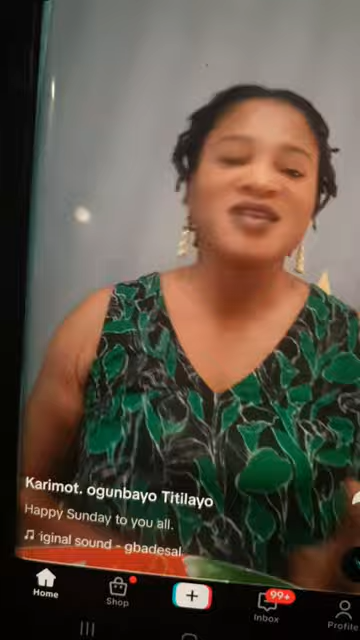 Karimot. ogunbayo Titilayo
Happy Sunday to you all.
iginal sound - gbadesal
Home
Shop
99+
Inbox
Profile